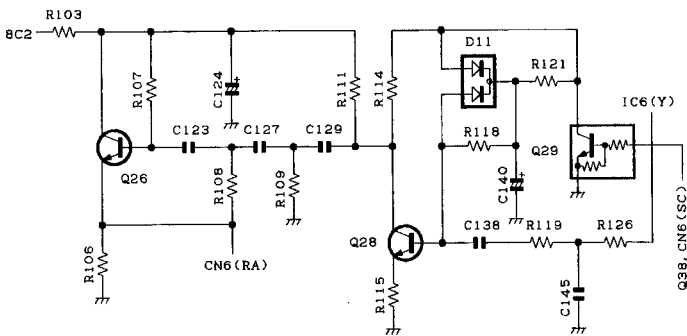 R103
8C2
D11
R107
C124
R111
R114
R121
IC6(Y)
C123
C127
C129
R118
Q29
Q26
R108
R109
C140
Q28
C138
R119
R126
R106
CN6(RA)
R115
C145
Q38, CN6(SC)
+
+